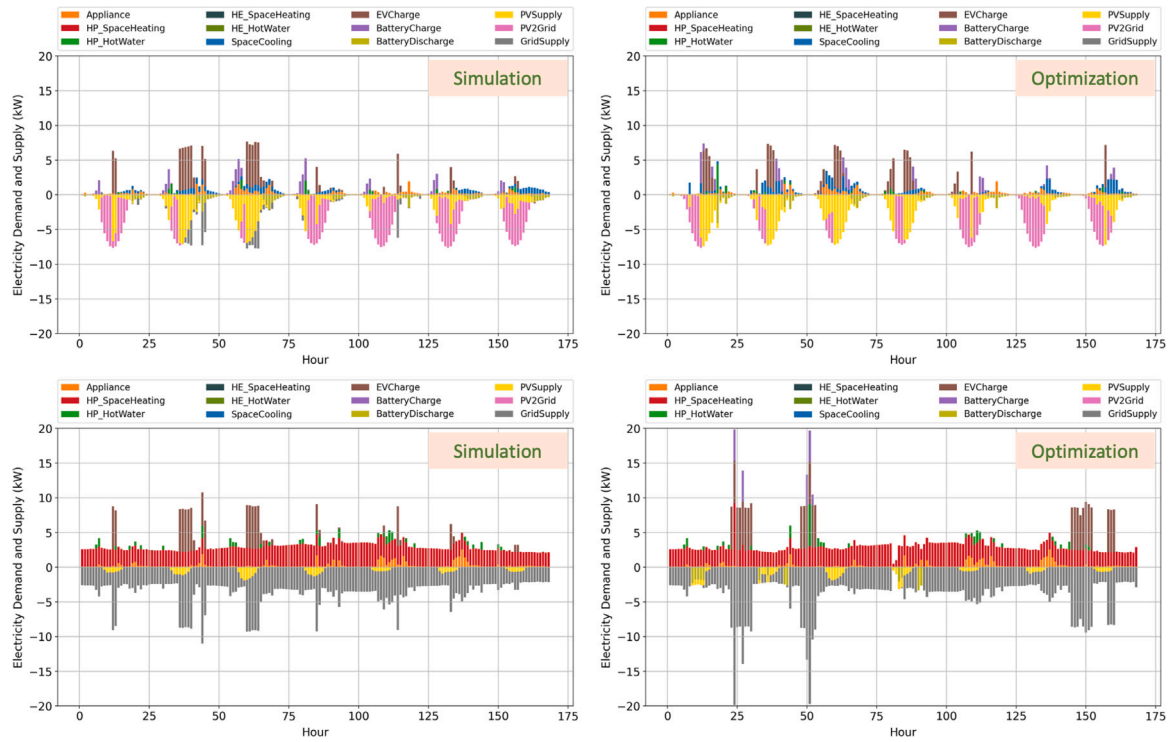 Appliance HE_SpaceHeating EVCharge PVSupply
HP_SpaceHeating HE_HotWater BatteryCharge PV2Grid
HP_HotWater SpaceCooling BatteryDischarge GridSupply
Simulation
Electricity Demand and Supply (kW)
20
15
10
5
0
−5
−10
−15
−20
0 25 50 75 100 125 150 175
Hour
Appliance HE_SpaceHeating EVCharge PVSupply
HP_SpaceHeating HE_HotWater BatteryCharge PV2Grid
HP_HotWater SpaceCooling BatteryDischarge GridSupply
Optimization
Electricity Demand and Supply (kW)
20
15
10
5
0
−5
−10
−15
−20
0 25 50 75 100 125 150 175
Hour
Appliance HE_SpaceHeating EVCharge PVSupply
HP_SpaceHeating HE_HotWater BatteryCharge PV2Grid
HP_HotWater SpaceCooling BatteryDischarge GridSupply
Simulation
Electricity Demand and Supply (kW)
20
15
10
5
0
−5
−10
−15
−20
0 25 50 75 100 125 150 175
Hour
Appliance HE_SpaceHeating EVCharge PVSupply
HP_SpaceHeating HE_HotWater BatteryCharge PV2Grid
HP_HotWater SpaceCooling BatteryDischarge GridSupply
Optimization
Electricity Demand and Supply (kW)
20
15
10
5
0
−5
−10
−15
−20
0 25 50 75 100 125 150 175
Hour